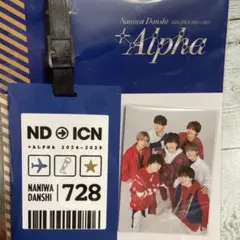 Naniwa Danshi
+Alpha
ND→ICN
+ALPHA 2024-2025
NANIWA
DANSHI
728